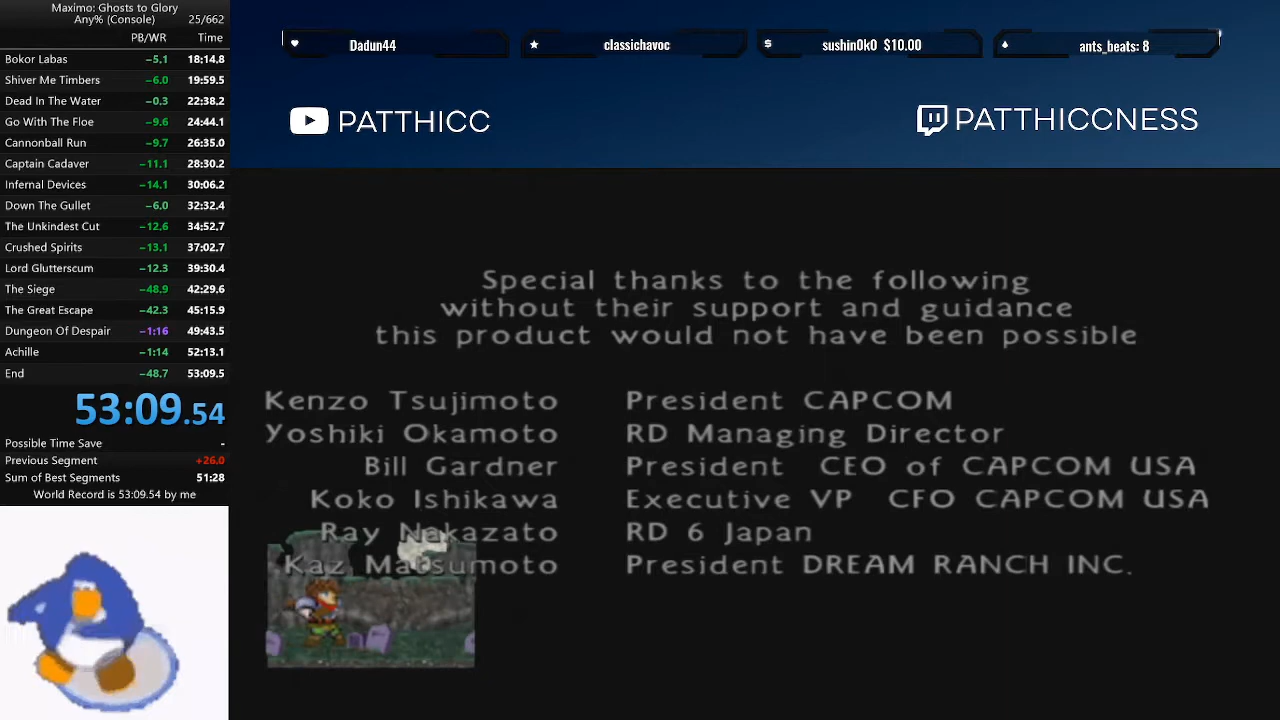 Maximo: Ghosts to Glory
Any% (Console) 25/662
PB/WR Time
Bokor Labas −5.1 18:14.8
Shiver Me Timbers −6.0 19:59.5
Dead In The Water −0.3 22:38.2
Go With The Floe −9.6 24:44.1
Cannonball Run −9.7 26:35.0
Captain Cadaver −11.1 28:30.2
Infernal Devices −14.1 30:06.2
Down The Gullet −6.0 32:32.4
The Unkindest Cut −12.6 34:52.7
Crushed Spirits −13.1 37:02.7
Lord Glutterscum −12.3 39:30.4
The Siege −48.9 42:29.6
The Great Escape −42.3 45:15.9
Dungeon Of Despair −1:16 49:43.5
Achille −1:14 52:13.1
End −48.7 53:09.5
53:09.54
Possible Time Save -
Previous Segment +26.0
Sum of Best Segments 51:28
World Record is 53:09.54 by me
Dadun44 classichavoc sushin0k0 $10.00 ants_beats: 8
PATTHICC PATTHICCNESS
Special thanks to the following
without their support and guidance
this product would not have been possible
Kenzo Tsujimoto President CAPCOM
Yoshiki Okamoto RD Managing Director
Bill Gardner President CEO of CAPCOM USA
Koko Ishikawa Executive VP CFO CAPCOM USA
Ray Nakazato RD 6 Japan
Kaz Matsumoto President DREAM RANCH INC.